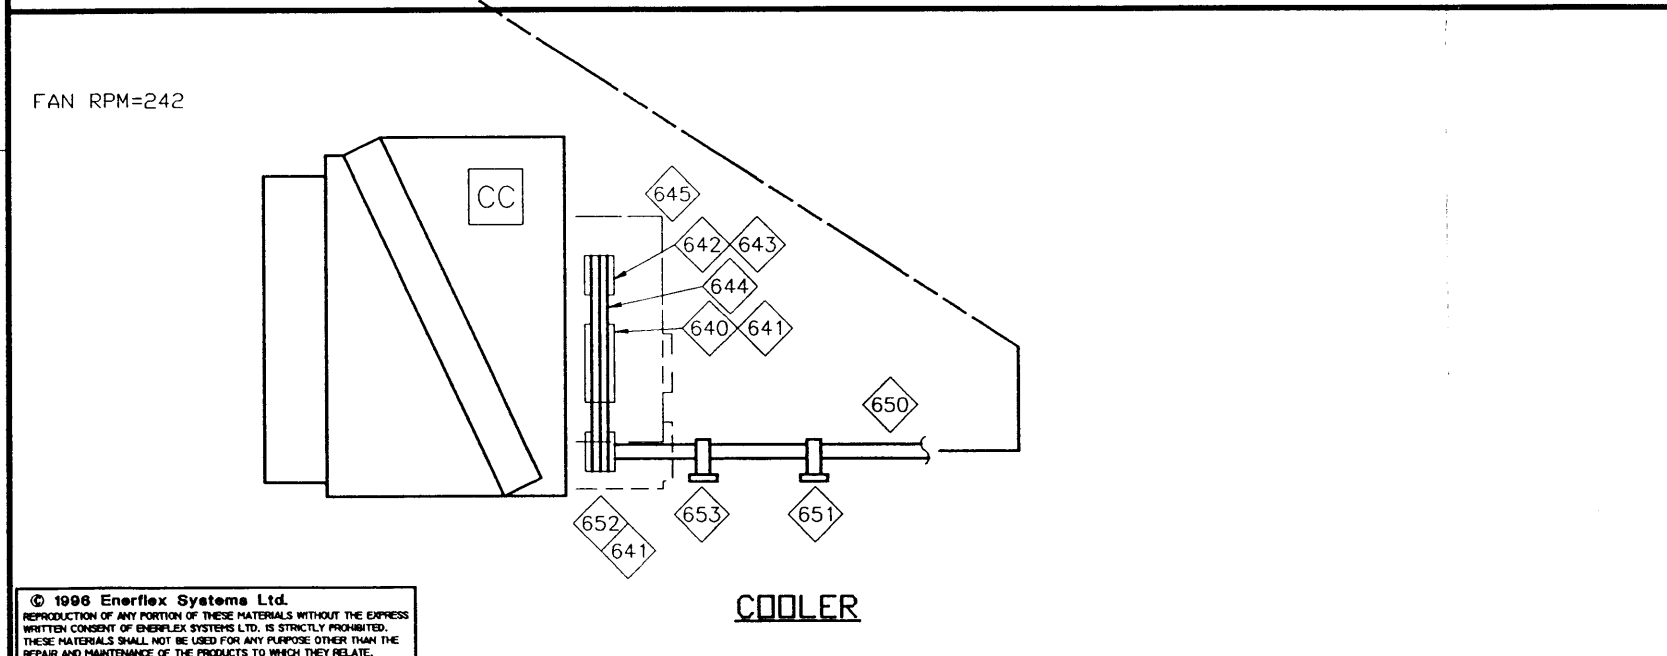 FAN RPM=242
CC
645
642 643
644
640 641
650
652
641
653
651
COOLER
© 1996 Enerflex Systems Ltd.
REPRODUCTION OF ANY PORTION OF THESE MATERIALS WITHOUT THE EXPRESS
WRITTEN CONSENT OF ENERFLEX SYSTEMS LTD. IS STRICTLY PROHIBITED.
THESE MATERIALS SHALL NOT BE USED FOR ANY PURPOSE OTHER THAN THE
REPAIR AND MAINTENANCE OF THE PRODUCTS TO WHICH THEY RELATE.